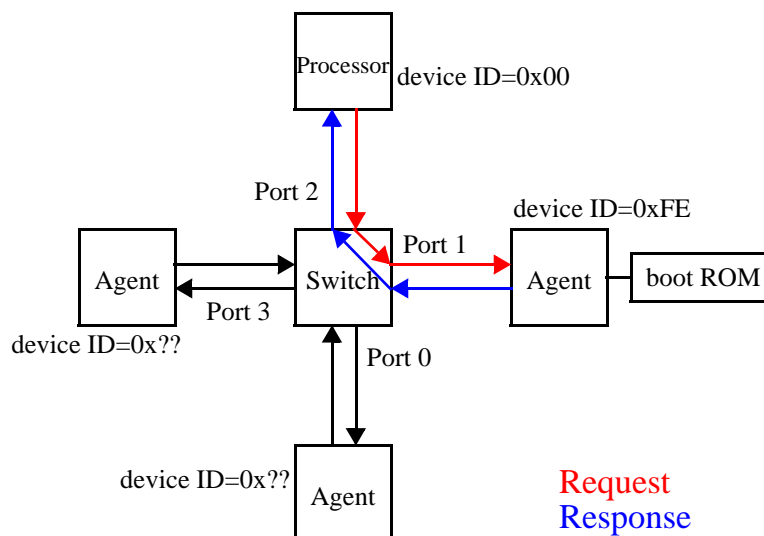 Processor
device ID=0x00
Port 2
device ID=0xFE
Port 1
Agent
Switch
Agent
boot ROM
Port 3
device ID=0x??
Port 0
device ID=0x??
Agent
Request
Response